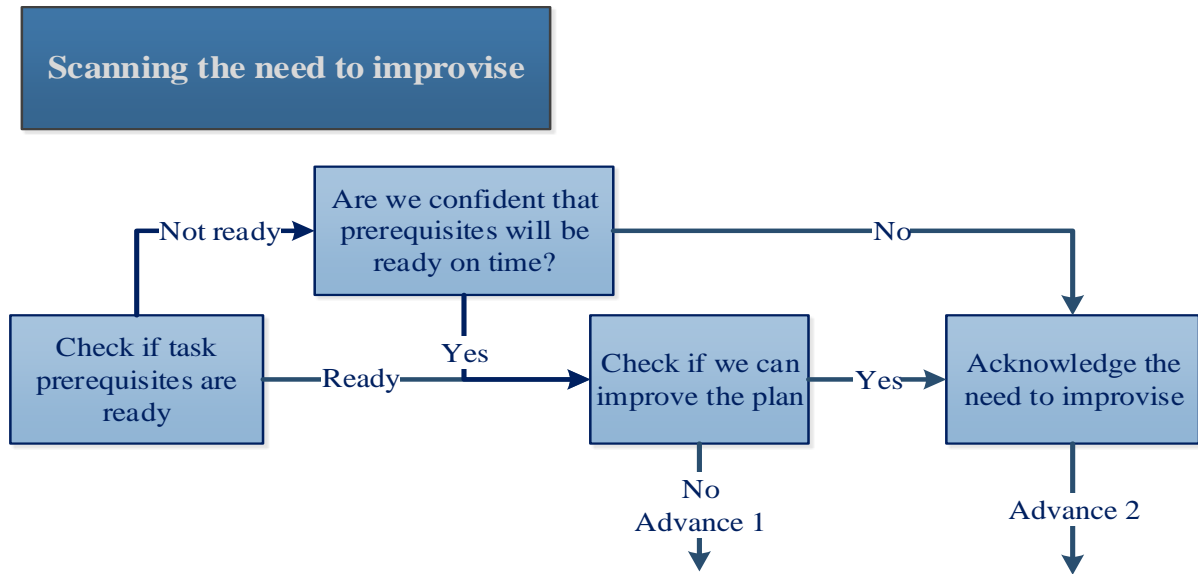 Scanning the need to improvise
Are we confident that
prerequisites will be
ready on time?
Not ready
No
Yes
Check if task
prerequisites are
ready
Ready
Check if we can
improve the plan
Yes
Acknowledge the
need to improvise
No
Advance 1
Advance 2